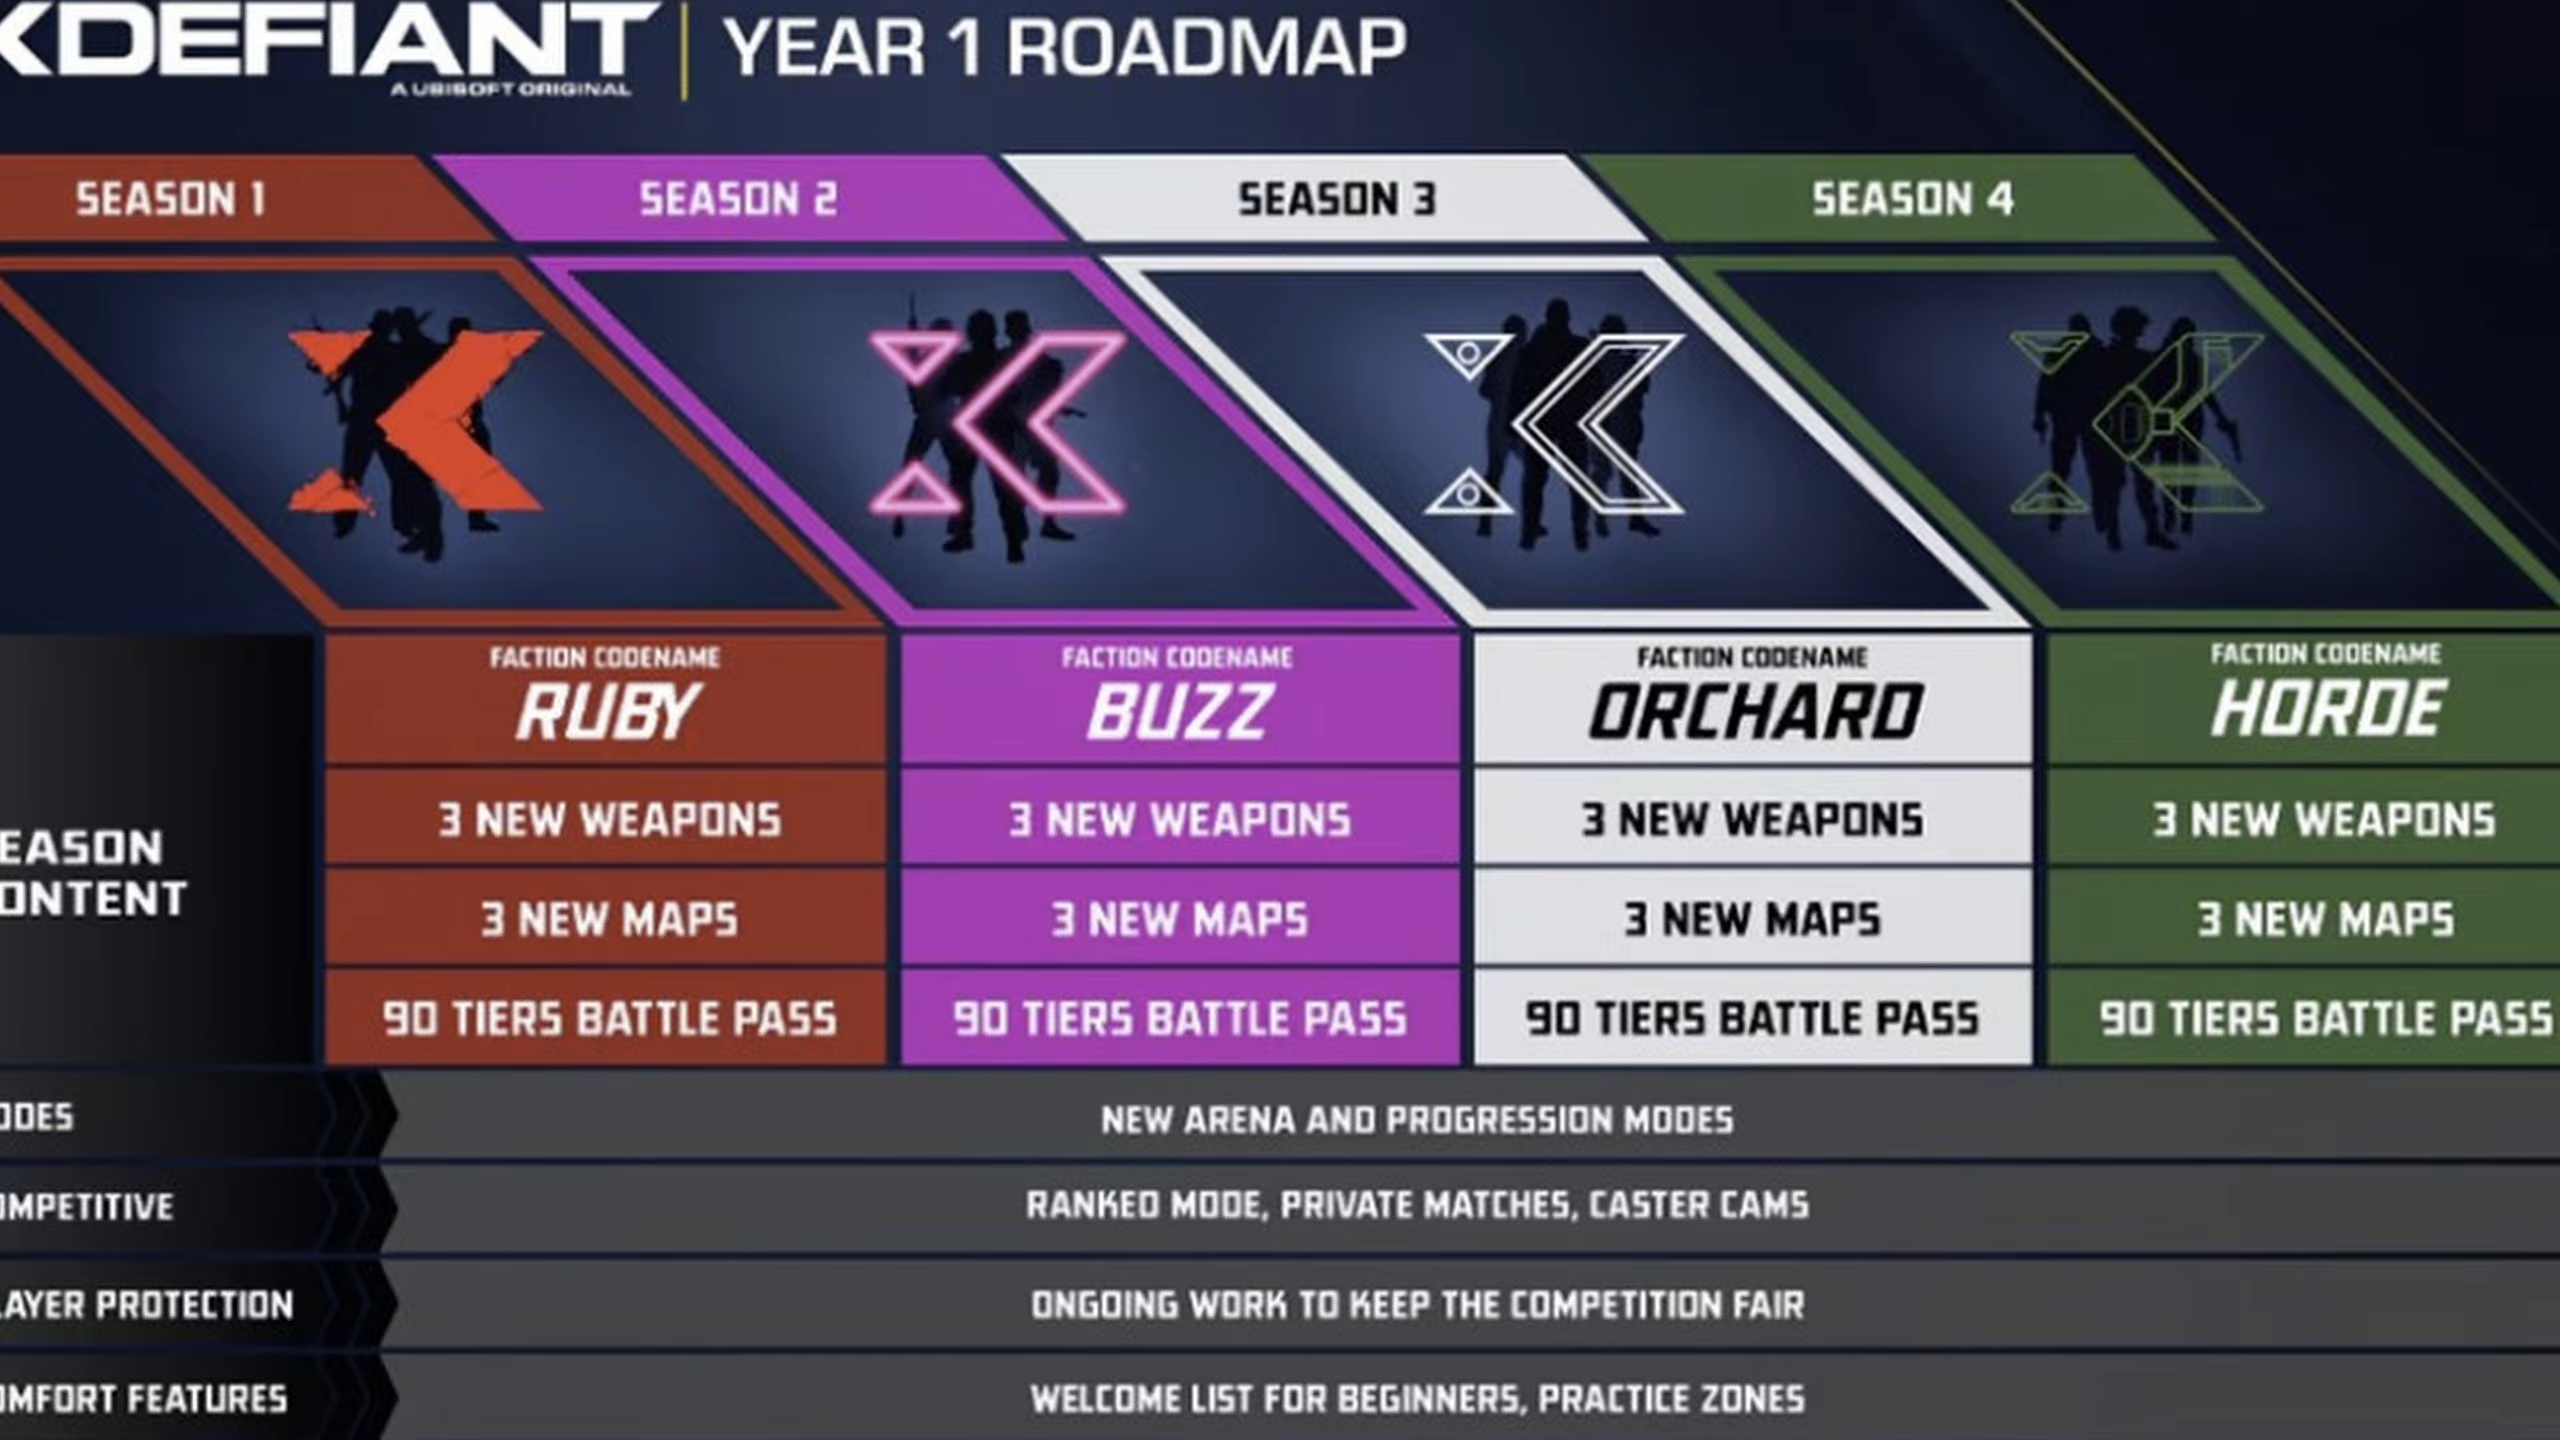 XDEFIANT
A UBISOFT ORIGINAL
YEAR 1 ROADMAP
SEASON 1
SEASON 2
SEASON 3
SEASON 4
FACTION CODENAME
RUBY
FACTION CODENAME
BUZZ
FACTION CODENAME
ORCHARD
FACTION CODENAME
HORDE
EASON
ONTENT
3 NEW WEAPONS
3 NEW WEAPONS
3 NEW WEAPONS
3 NEW WEAPONS
3 NEW MAPS
3 NEW MAPS
3 NEW MAPS
3 NEW MAPS
90 TIERS BATTLE PASS
90 TIERS BATTLE PASS
90 TIERS BATTLE PASS
90 TIERS BATTLE PASS
ODES
NEW ARENA AND PROGRESSION MODES
OMPETITIVE
RANKED MODE, PRIVATE MATCHES, CASTER CAMS
LAYER PROTECTION
ONGOING WORK TO KEEP THE COMPETITION FAIR
OMFORT FEATURES
WELCOME LIST FOR BEGINNERS, PRACTICE ZONES